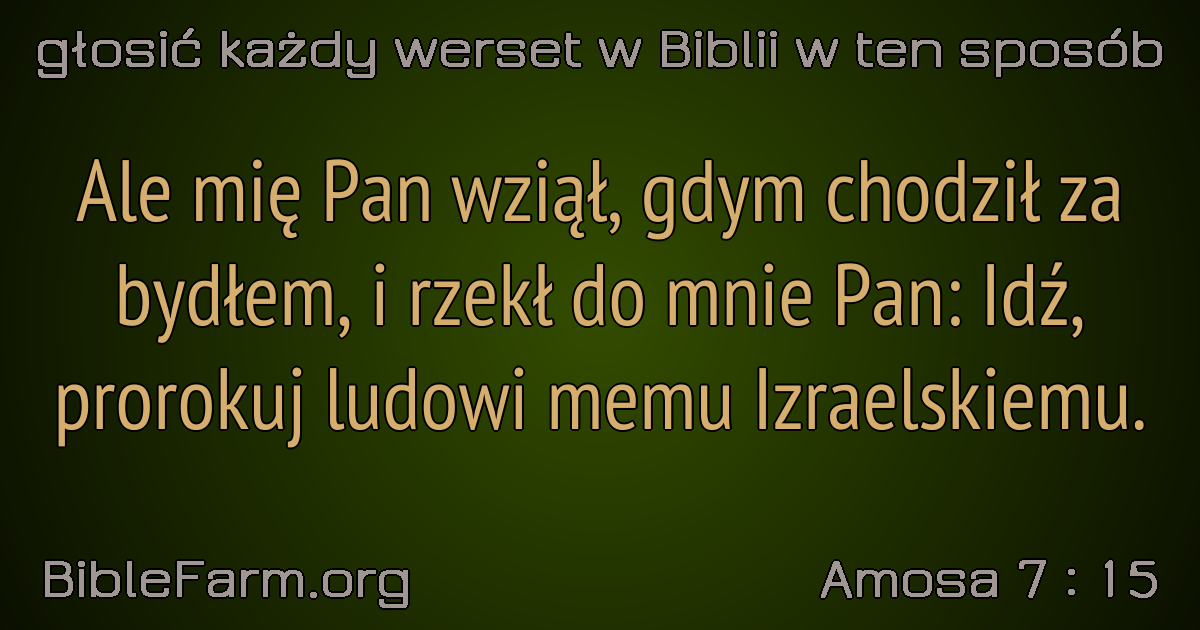 głosić każdy werset w Biblii w ten sposób
Ale mię Pan wziął, gdym chodził za
bydłem, i rzekł do mnie Pan: Idź,
prorokuj ludowi memu Izraelskiemu.
BibleFarm.org
Amosa 7 : 15